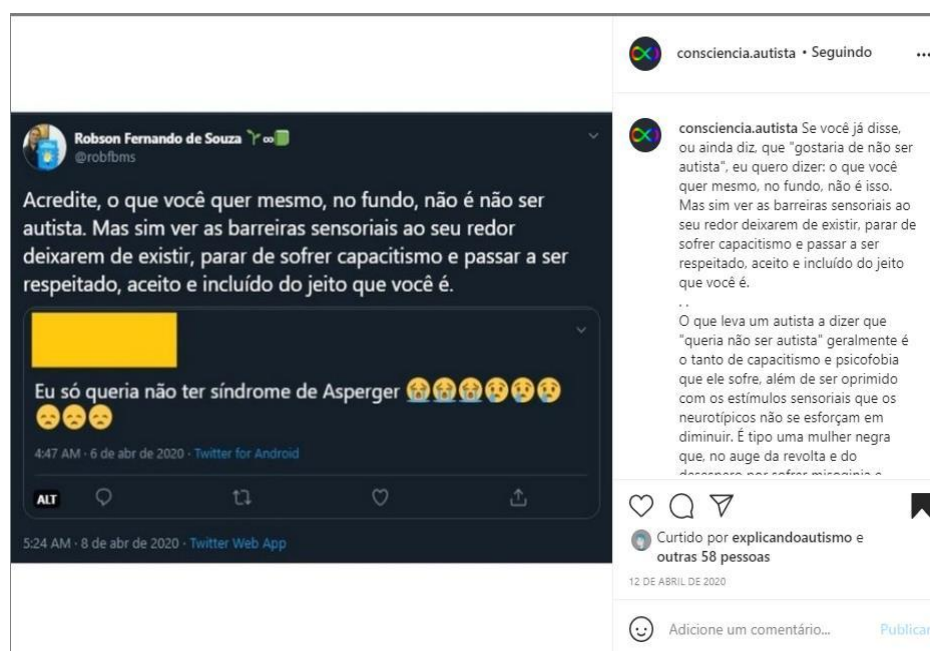 Robson Fernando de Souza
@robfbms
Acredite, o que você quer mesmo, no fundo, não é não ser
autista. Mas sim ver as barreiras sensoriais ao seu redor
deixarem de existir, parar de sofrer capacitismo e passar a ser
respeitado, aceito e incluído do jeito que você é.
Eu só queria não ter síndrome de Asperger 😭😭😭😢😢😢
😞😞😞
4:47 AM · 6 de abr de 2020 · Twitter for Android
ALT
5:24 AM · 8 de abr de 2020 · Twitter Web App
consciencia.autista • Seguindo
consciencia.autista Se você já disse,
ou ainda diz, que "gostaria de não ser
autista", eu quero dizer: o que você
quer mesmo, no fundo, não é isso.
Mas sim ver as barreiras sensoriais ao
seu redor deixarem de existir, parar de
sofrer capacitismo e passar a ser
respeitado, aceito e incluído do jeito
que você é.
. .
O que leva um autista a dizer que
"queria não ser autista" geralmente é
o tanto de capacitismo e psicofobia
que ele sofre, além de ser oprimido
com os estímulos sensoriais que os
neurotípicos não se esforçam em
diminuir. É tipo uma mulher negra
que, no auge da revolta e do
Curtido por explicandoautismo e
outras 58 pessoas
12 DE ABRIL DE 2020
Adicione um comentário... Publicar